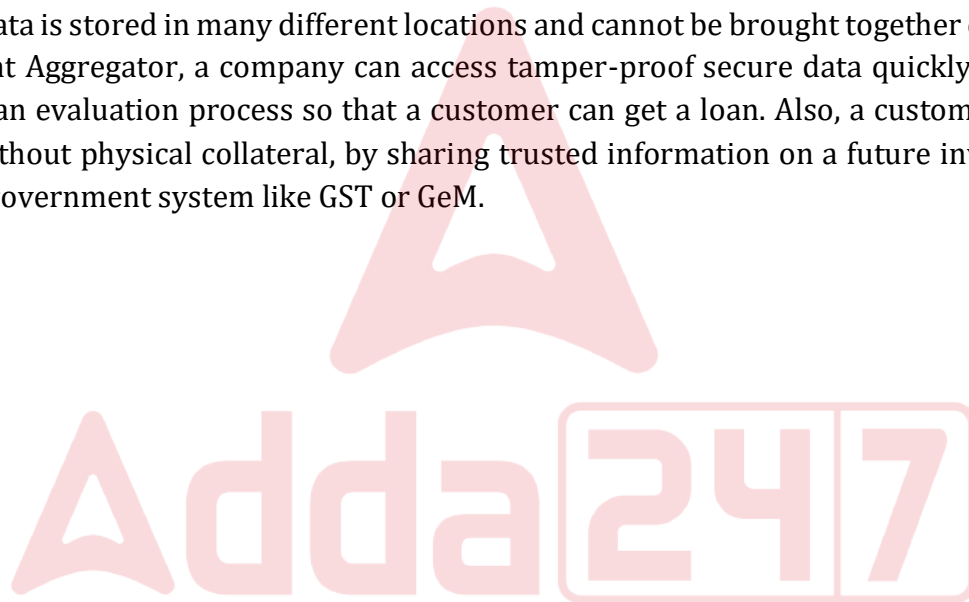 ata is stored in many different locations and cannot be brought together
nt Aggregator, a company can access tamper-proof secure data quickly
an evaluation process so that a customer can get a loan. Also, a custom
thout physical collateral, by sharing trusted information on a future inv
overnment system like GST or GeM.
Adda247